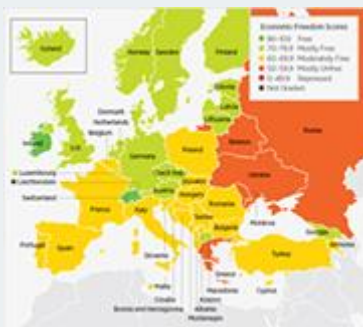 Economic Freedom Scores
80-100 Free
70-79.9 Mostly Free
60-69.9 Moderately Free
50-59.9 Mostly Unfree
0-49.9 Repressed
Not Graded
Iceland
Norway
Sweden
Finland
Estonia
Latvia
Lithuania
Russia
Denmark
Netherlands
Belgium
Ireland
U.K.
Germany
Poland
Belarus
Luxembourg
Liechtenstein
Czech Rep.
Ukraine
Slovakia
Switzerland
Austria
Hungary
France
Italy
Romania
Serbia
Moldova
Bulgaria
Georgia
Portugal
Spain
Turkey
Armenia
Slovenia
Greece
Malta
Macedonia
Cyprus
Croatia
Kosovo
Bosnia and Herzegovina
Albania
Montenegro